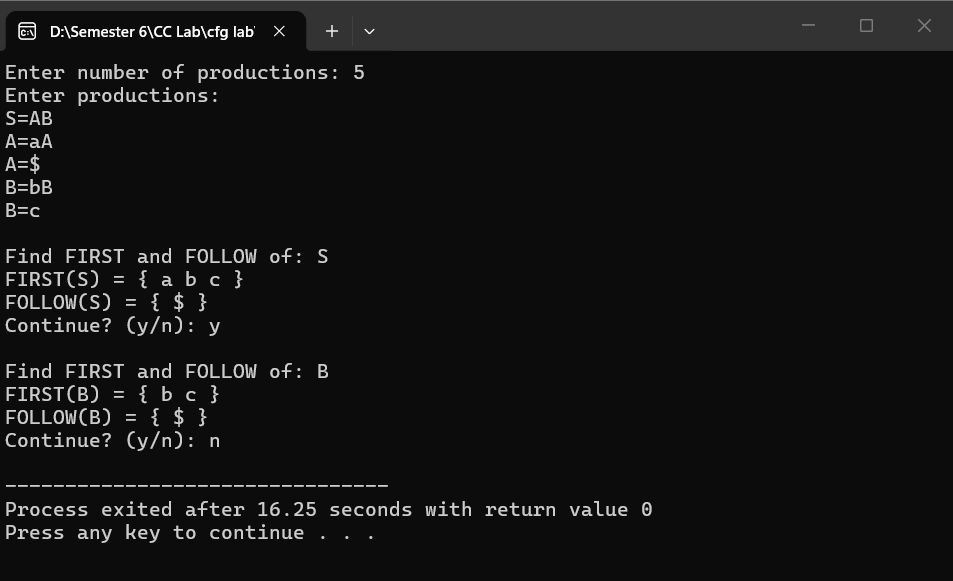 D:\Semester 6\CC Lab\cfg lab'
Enter number of productions: 5
Enter productions:
S=AB
A=aA
A=$
B=bB
B=c
Find FIRST and FOLLOW of: S
FIRST(S) = { a b c }
FOLLOW(S) = { $ }
Continue? (y/n): y
Find FIRST and FOLLOW of: B
FIRST(B) = { b c }
FOLLOW(B) = { $ }
Continue? (y/n): n
--------------------------------
Process exited after 16.25 seconds with return value 0
Press any key to continue . . .